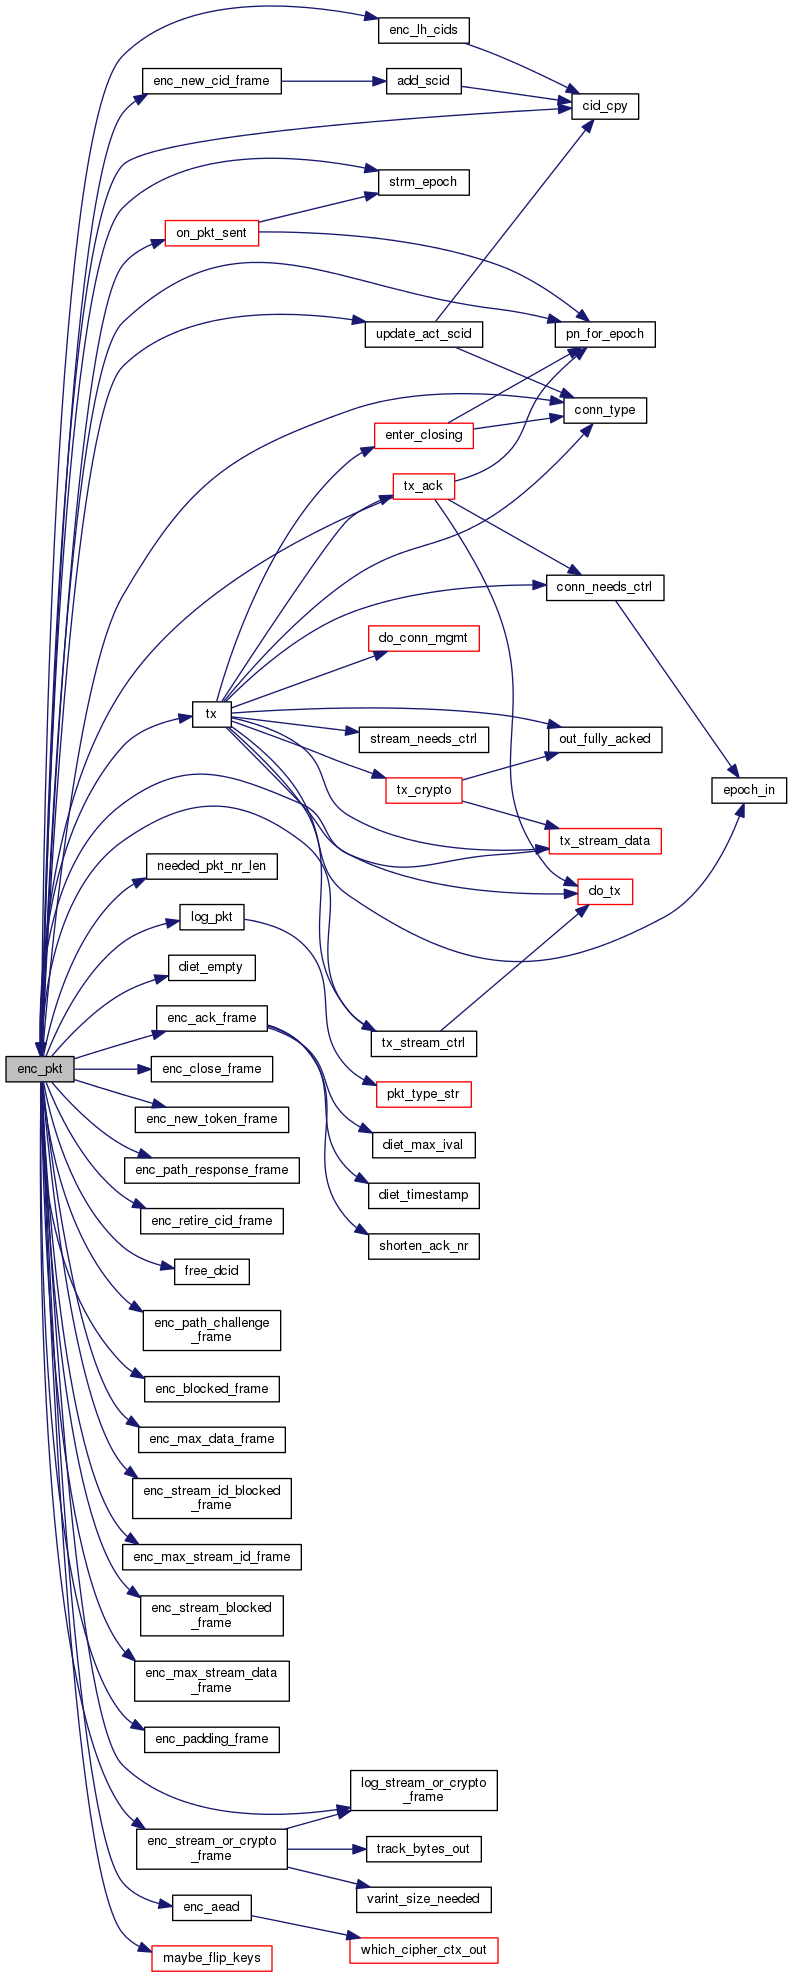 enc_lh_cids
enc_new_cid_frame
add_scid
cid_cpy
strm_epoch
on_pkt_sent
update_act_scid
pn_for_epoch
conn_type
enter_closing
tx_ack
conn_needs_ctrl
do_conn_mgmt
tx
stream_needs_ctrl
out_fully_acked
tx_crypto
epoch_in
tx_stream_data
needed_pkt_nr_len
do_tx
log_pkt
diet_empty
enc_ack_frame
tx_stream_ctrl
enc_pkt
enc_close_frame
pkt_type_str
enc_new_token_frame
diet_max_ival
enc_path_response_frame
diet_timestamp
enc_retire_cid_frame
shorten_ack_nr
free_dcid
enc_path_challenge
_frame
enc_blocked_frame
enc_max_data_frame
enc_stream_id_blocked
_frame
enc_max_stream_id_frame
enc_stream_blocked
_frame
enc_max_stream_data
_frame
enc_padding_frame
log_stream_or_crypto
_frame
enc_stream_or_crypto
_frame
track_bytes_out
varint_size_needed
enc_aead
which_cipher_ctx_out
maybe_flip_keys